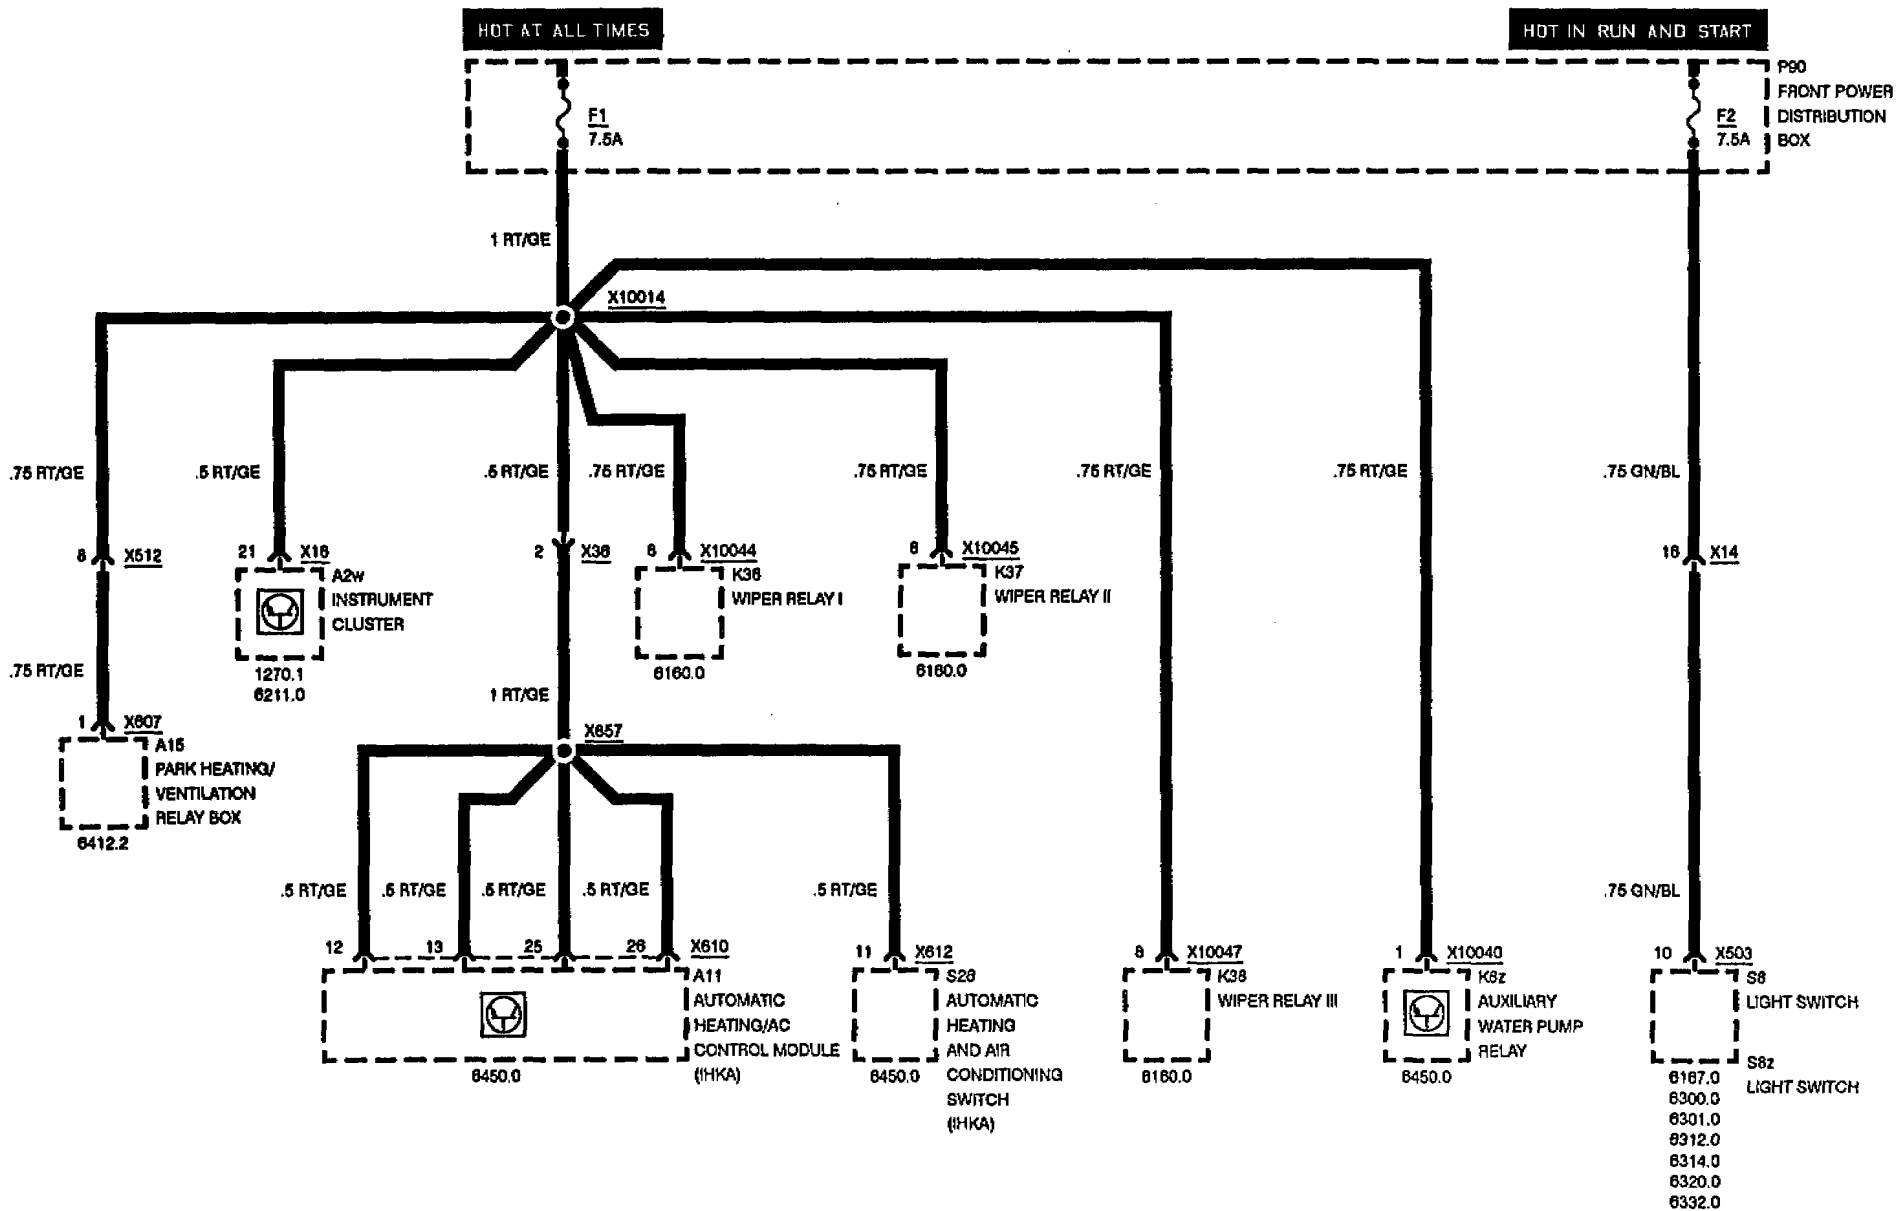 HOT AT ALL TIMES
HOT IN RUN AND START
P90
FRONT POWER
DISTRIBUTION
BOX
F1
7.5A
F2
7.5A
1 RT/GE
X10014
.75 RT/GE
.5 RT/GE
.5 RT/GE
.75 RT/GE
.75 RT/GE
.75 RT/GE
.75 RT/GE
.75 GN/BL
8
X512
21
X16
2
X36
6
X10044
6
X10045
16
X14
A2w
INSTRUMENT
CLUSTER
1270.1
6211.0
K36
WIPER RELAY I
6160.0
K37
WIPER RELAY II
6160.0
.75 RT/GE
1 RT/GE
1
X607
A15
PARK HEATING/
VENTILATION
RELAY BOX
6412.2
X657
.5 RT/GE
.5 RT/GE
.5 RT/GE
.5 RT/GE
.5 RT/GE
.75 GN/BL
12
13
25
26
X610
11
X612
8
X10047
1
X10040
10
X503
A11
AUTOMATIC
HEATING/AC
CONTROL MODULE
(IHKA)
6450.0
S26
AUTOMATIC
HEATING
AND AIR
CONDITIONING
SWITCH
(IHKA)
6450.0
K38
WIPER RELAY III
6160.0
K6z
AUXILIARY
WATER PUMP
RELAY
6450.0
S6
LIGHT SWITCH
S6z
LIGHT SWITCH
6167.0
6300.0
6301.0
6312.0
6314.0
6320.0
6332.0